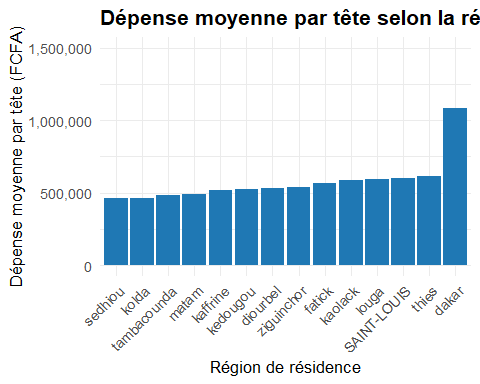 Dépense moyenne par tête selon la ré
Dépense moyenne par tête (FCFA)
1,500,000
1,000,000
500,000
0
sedhiou
kolda
tambacounda
matam
kaffrine
kedougou
diourbel
ziguinchor
fatick
kaolack
louga
SAINT-LOUIS
thies
dakar
Région de résidence